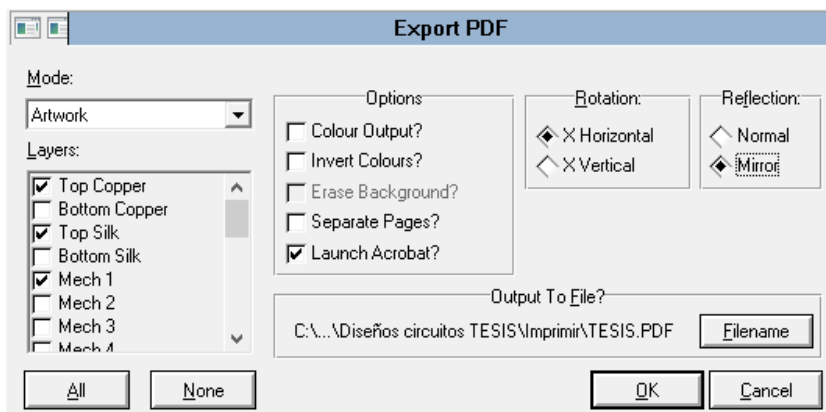 Export PDF
Mode:
Artwork
Layers:
Top Copper
Bottom Copper
Top Silk
Bottom Silk
Mech 1
Mech 2
Mech 3
Mech 4
All
None
Options
Colour Output?
Invert Colours?
Erase Background?
Separate Pages?
Launch Acrobat?
Rotation:
X Horizontal
X Vertical
Reflection:
Normal
Mirror
Output To File?
C:\...\Diseños circuitos TESIS\Imprimir\TESIS.PDF
Filename
OK
Cancel